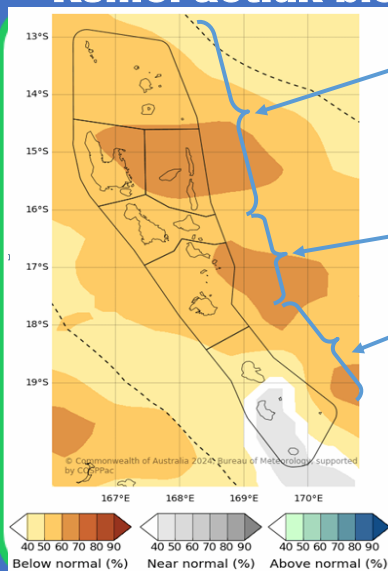 13°S
14°S
15°S
16°S
17°S
18°S
19°S
© Commonwealth of Australia 2024, Bureau of Meteorology, supported
by COSPPac
167°E 168°E 169°E 170°E
40 50 60 70 80 90 40 50 60 70 80 90 40 50 60 70 80 90
Below normal (%) Near normal (%) Above normal (%)